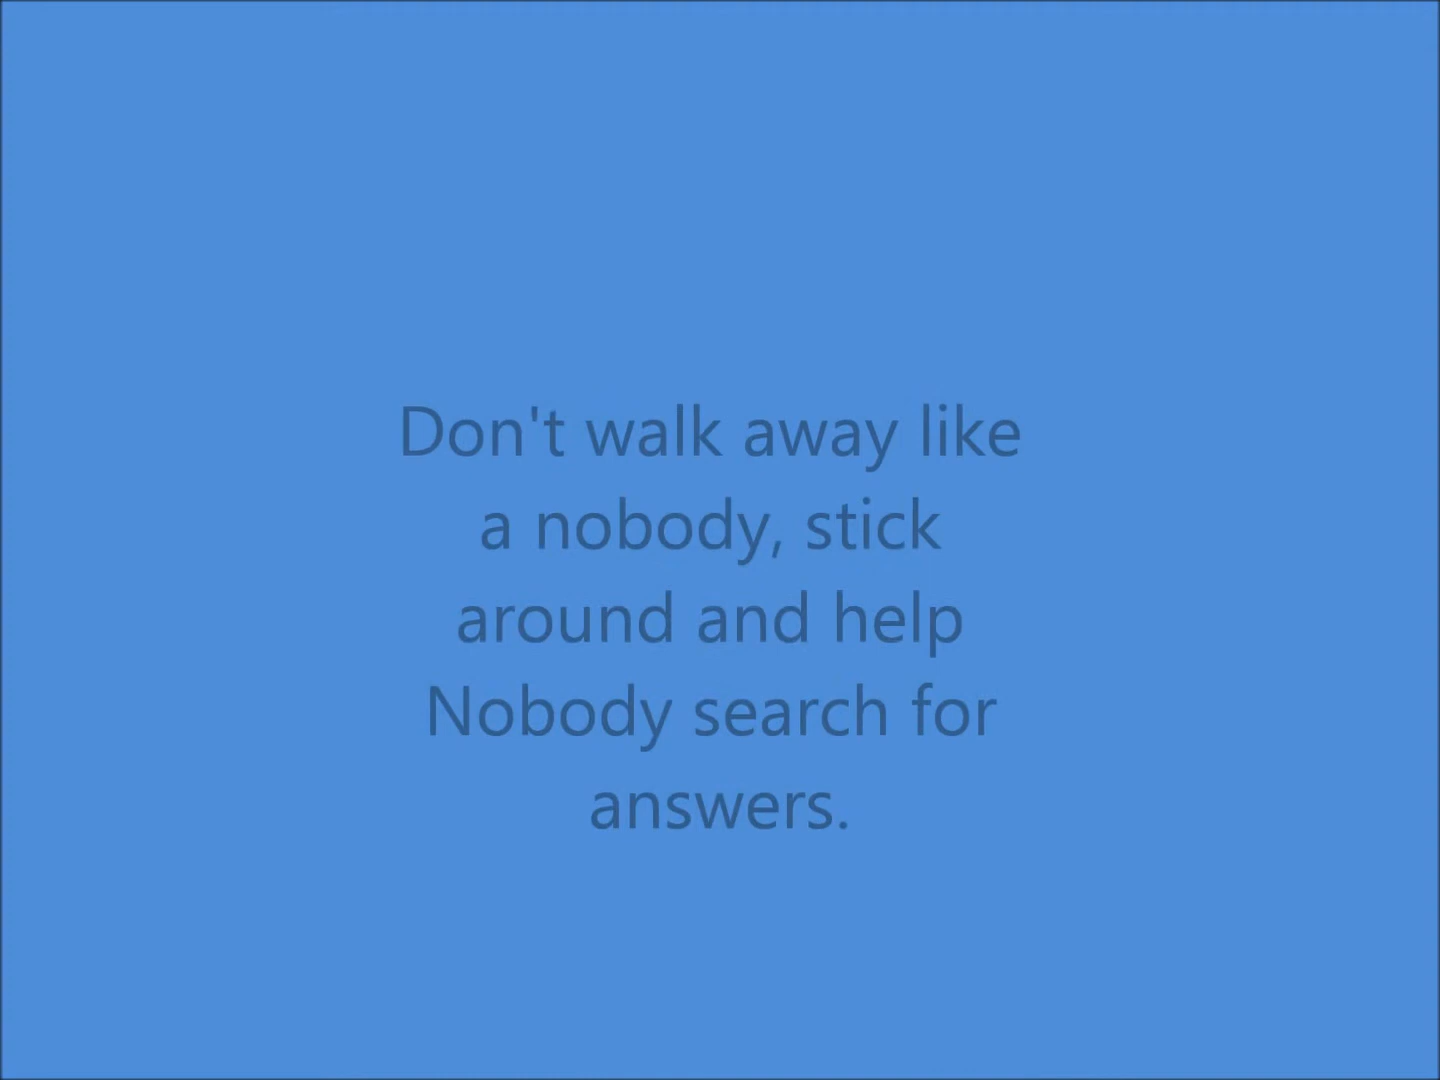 Don't walk away like
a nobody, stick
around and help
Nobody search for
answers.